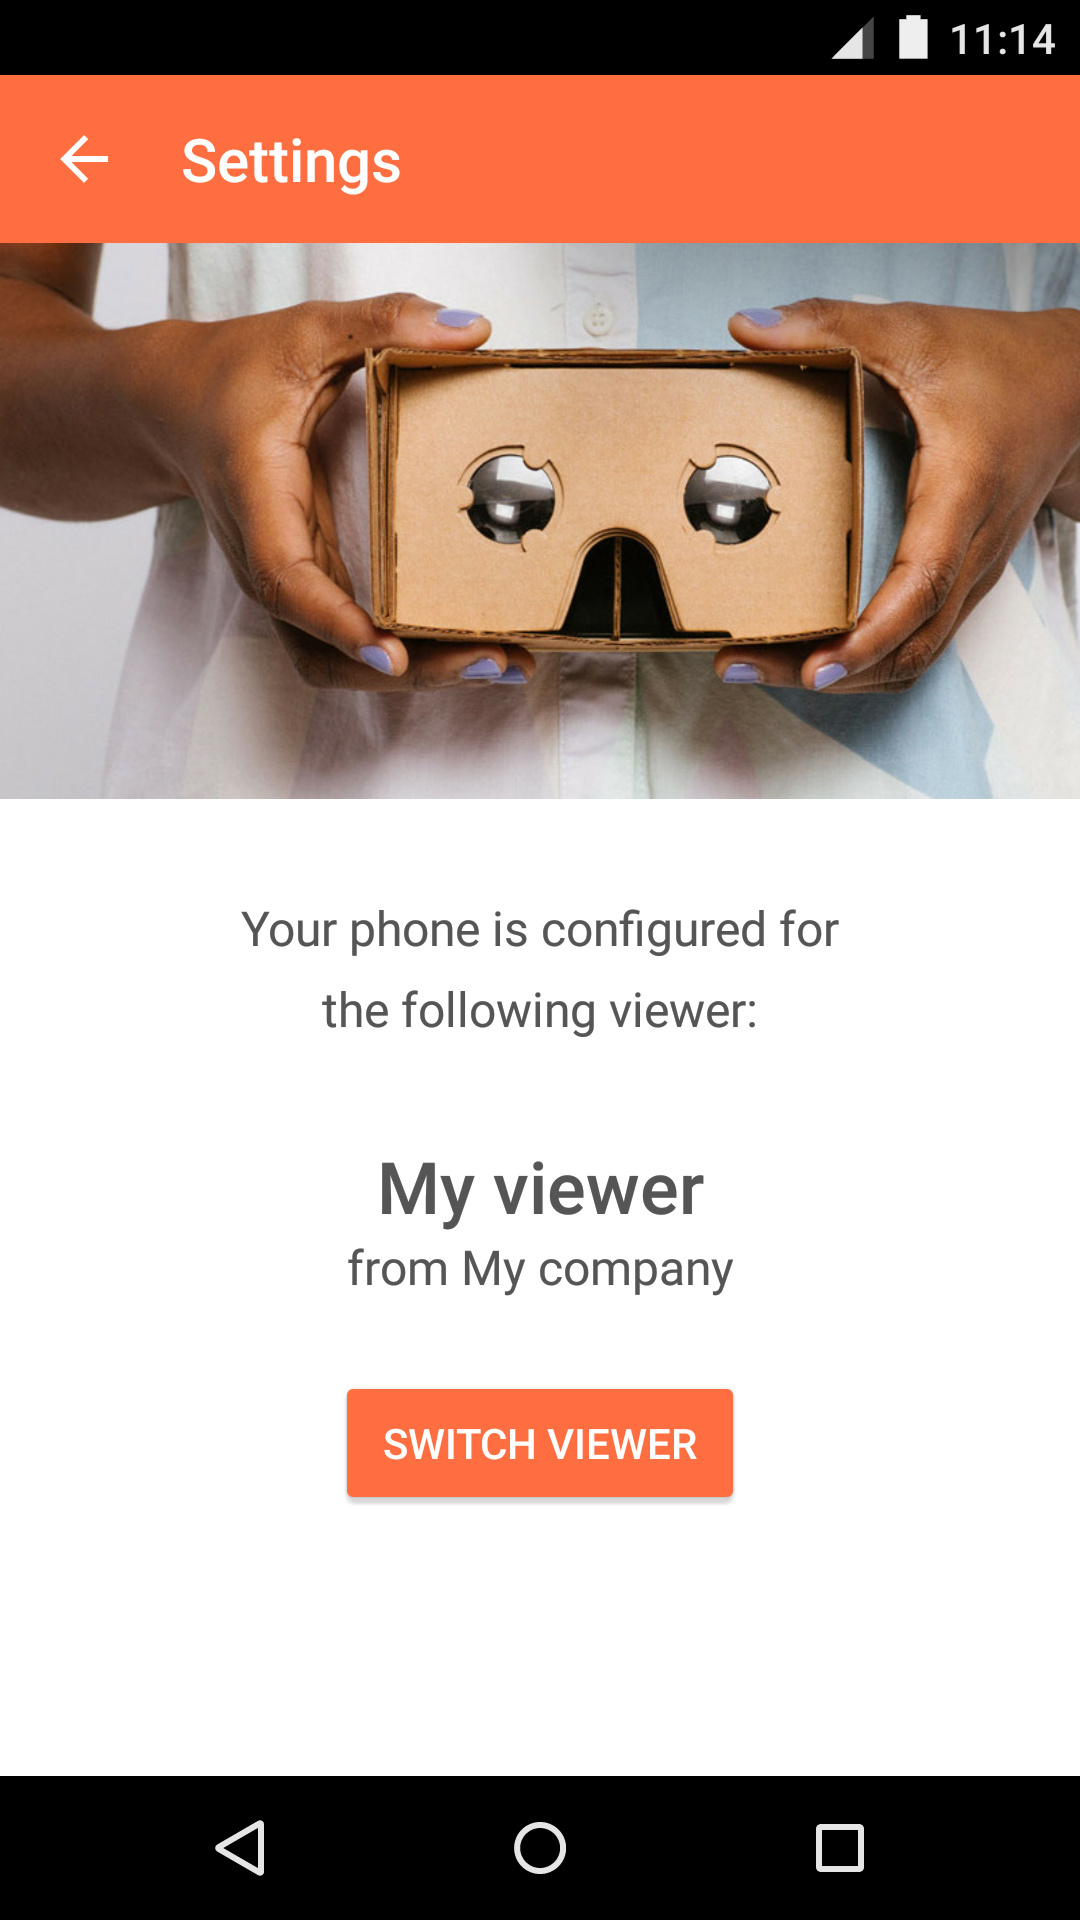 11:14
Settings
Your phone is configured for
the following viewer:
My viewer
from My company
SWITCH VIEWER